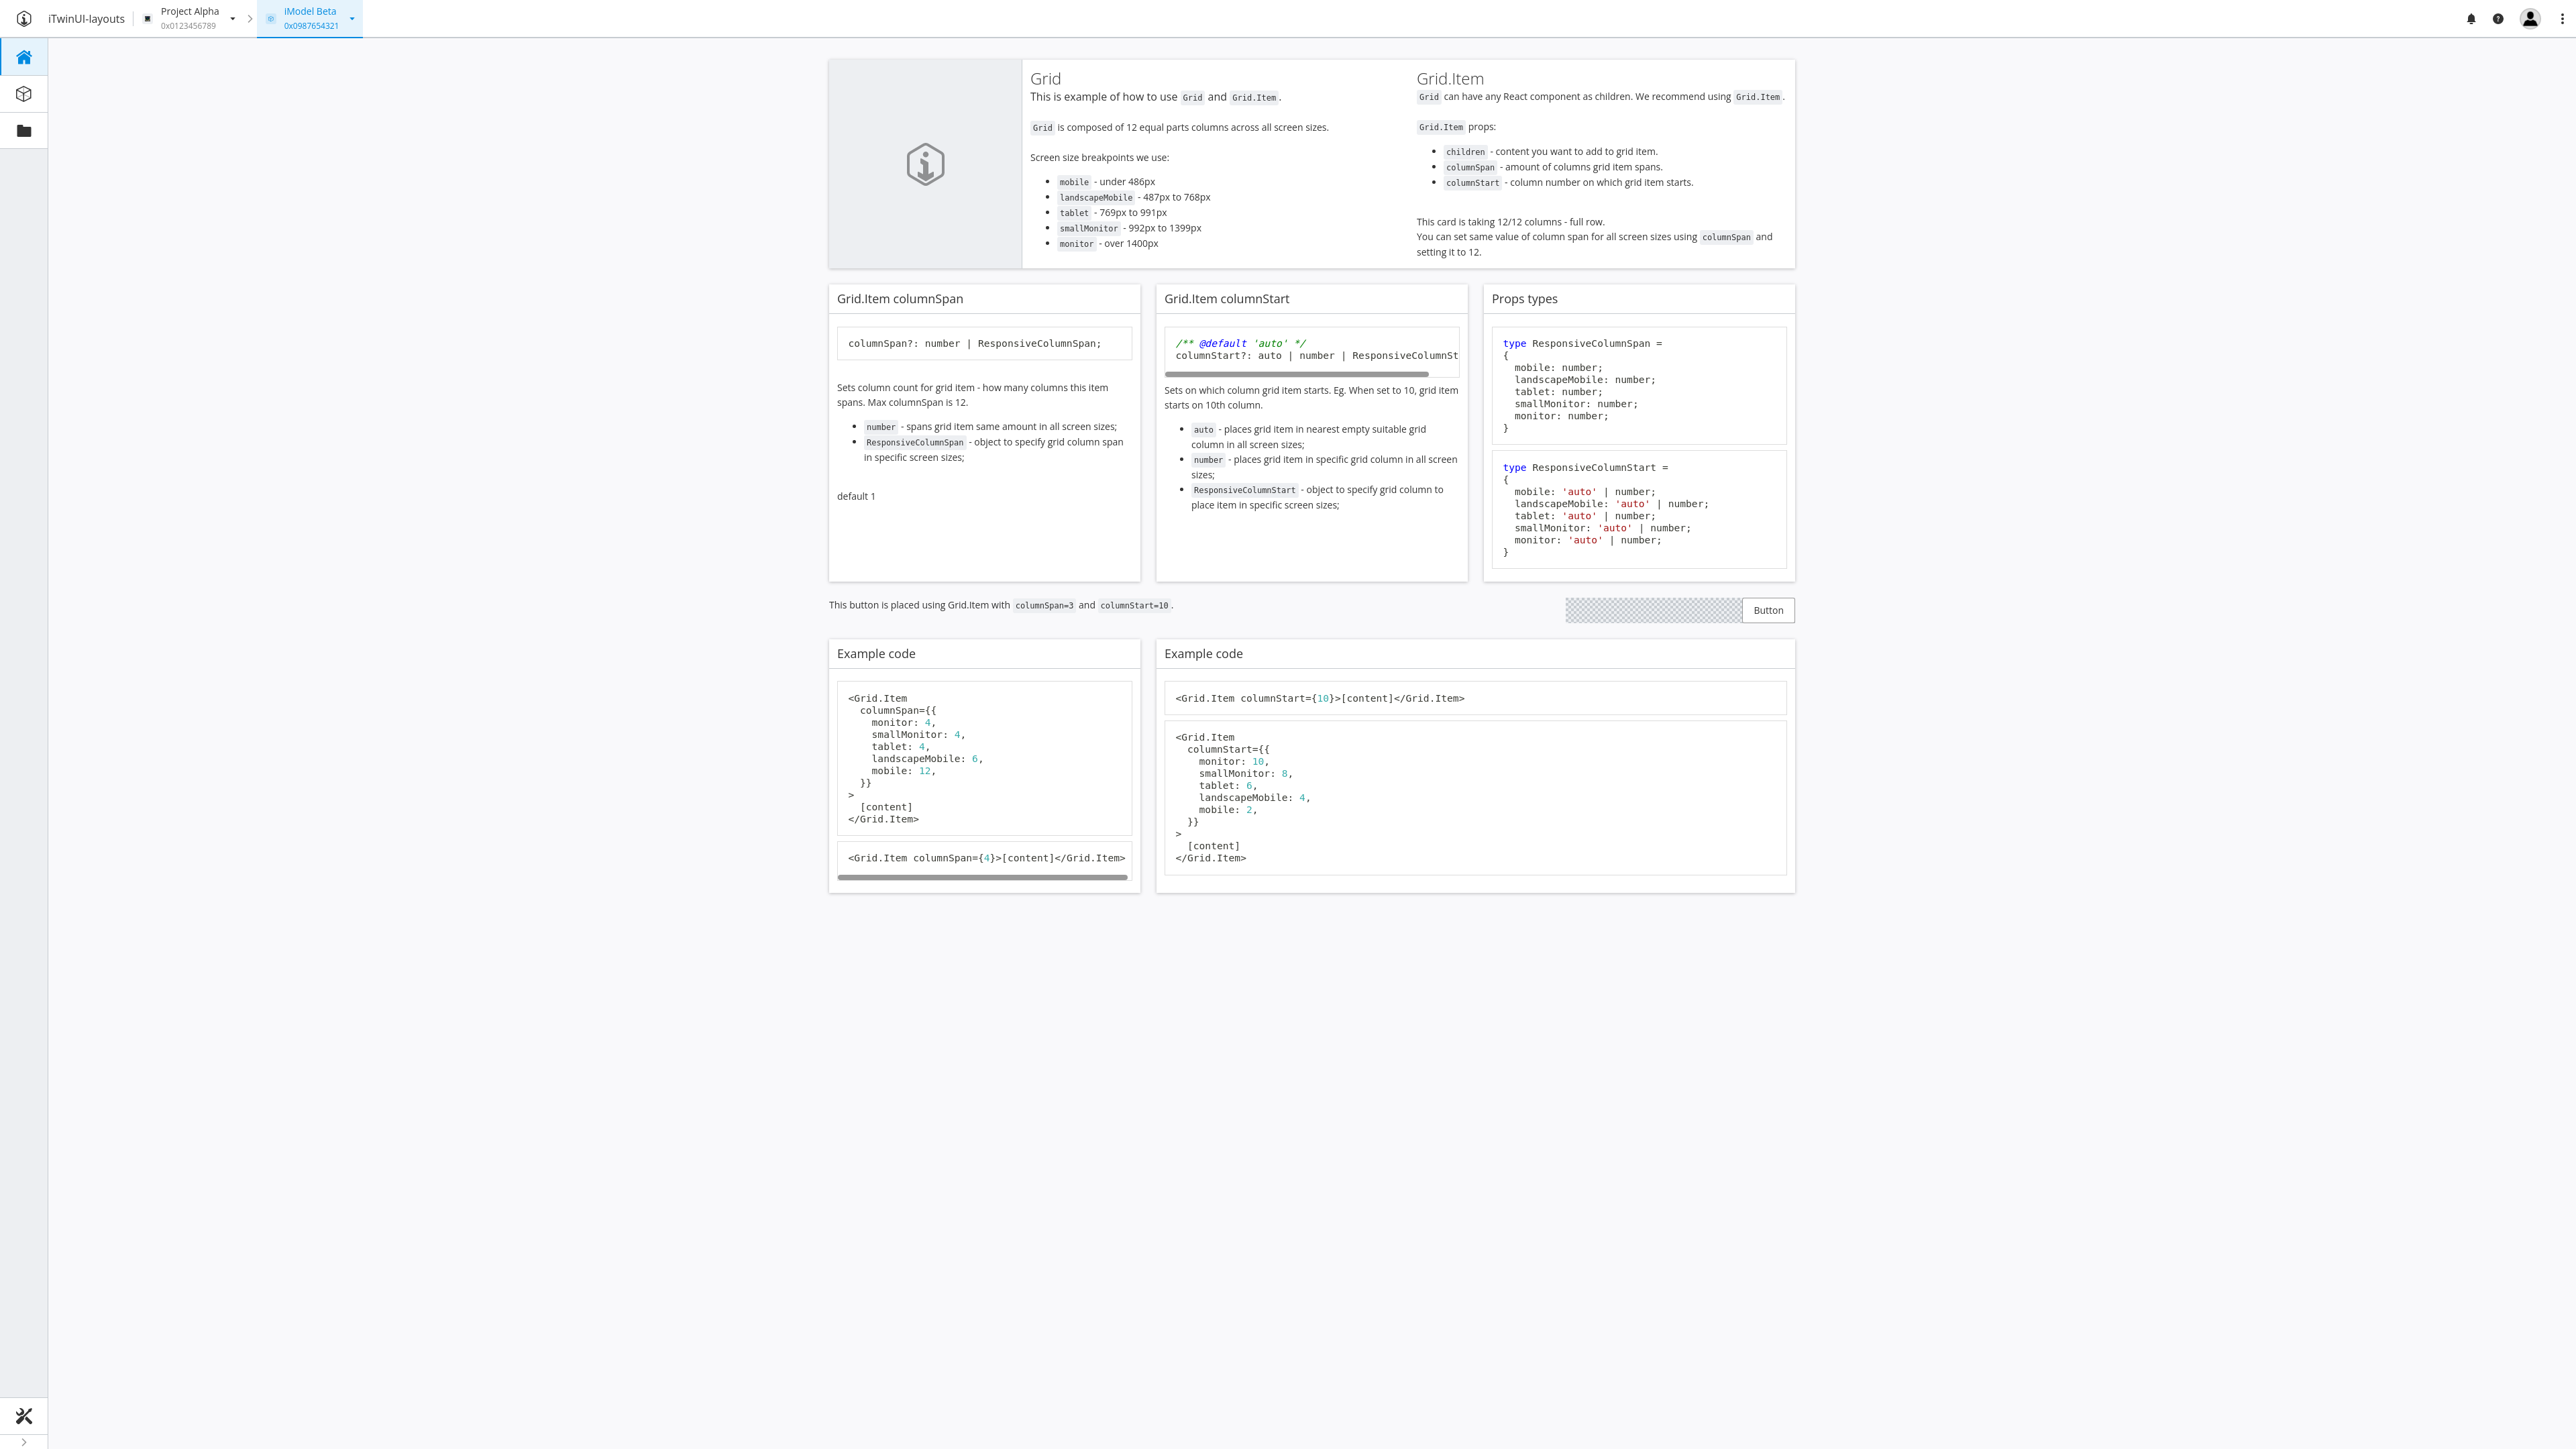 iTwinUI-layouts
Project Alpha
0x0123456789
iModel Beta
0x0987654321
Grid
This is example of how to use Grid and Grid.Item.
Grid is composed of 12 equal parts columns across all screen sizes.
Screen size breakpoints we use:
mobile - under 486px
landscapeMobile - 487px to 768px
tablet - 769px to 991px
smallMonitor - 992px to 1399px
monitor - over 1400px
Grid.Item
Grid can have any React component as children. We recommend using Grid.Item.
Grid.Item props:
children - content you want to add to grid item.
columnSpan - amount of columns grid item spans.
columnStart - column number on which grid item starts.
This card is taking 12/12 columns - full row.
You can set same value of column span for all screen sizes using columnSpan and
setting it to 12.
Grid.Item columnSpan
columnSpan?: number | ResponsiveColumnSpan;
Sets column count for grid item - how many columns this item
spans. Max columnSpan is 12.
number - spans grid item same amount in all screen sizes;
ResponsiveColumnSpan - object to specify grid column span
in specific screen sizes;
default 1
Grid.Item columnStart
/** @default 'auto' */
columnStart?: auto | number | ResponsiveColumnSt
Sets on which column grid item starts. Eg. When set to 10, grid item
starts on 10th column.
auto - places grid item in nearest empty suitable grid
column in all screen sizes;
number - places grid item in specific grid column in all screen
sizes;
ResponsiveColumnStart - object to specify grid column to
place item in specific screen sizes;
Props types
type ResponsiveColumnSpan =
{
mobile: number;
landscapeMobile: number;
tablet: number;
smallMonitor: number;
monitor: number;
}
type ResponsiveColumnStart =
{
mobile: 'auto' | number;
landscapeMobile: 'auto' | number;
tablet: 'auto' | number;
smallMonitor: 'auto' | number;
monitor: 'auto' | number;
}
This button is placed using Grid.Item with columnSpan=3 and columnStart=10.
Button
Example code
<Grid.Item
columnSpan={{
monitor: 4,
smallMonitor: 4,
tablet: 4,
landscapeMobile: 6,
mobile: 12,
}}
>
[content]
</Grid.Item>
<Grid.Item columnSpan={4}>[content]</Grid.Item>
Example code
<Grid.Item columnStart={10}>[content]</Grid.Item>
<Grid.Item
columnStart={{
monitor: 10,
smallMonitor: 8,
tablet: 6,
landscapeMobile: 4,
mobile: 2,
}}
>
[content]
</Grid.Item>